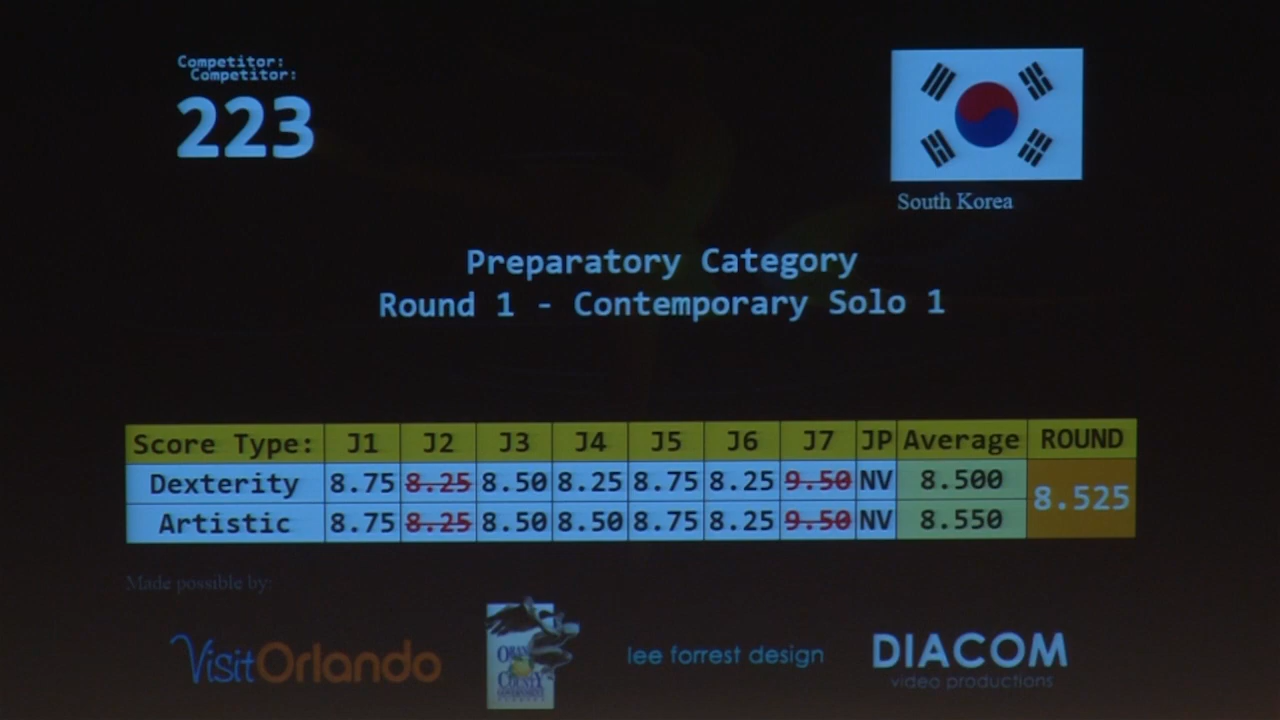 Competitor:
Competitor:
223
South Korea
Preparatory Category
Round 1 - Contemporary Solo 1
Score Type: J1 J2 J3 J4 J5 J6 J7 JP Average ROUND
Dexterity 8.75 8.25 8.50 8.25 8.75 8.25 9.50 NV 8.500 8.525
Artistic 8.75 8.25 8.50 8.50 8.75 8.25 9.50 NV 8.550
Made possible by:
VisitOrlando
COUNTY
GOVERNMENT
lee forrest design
DIACOM
video productions